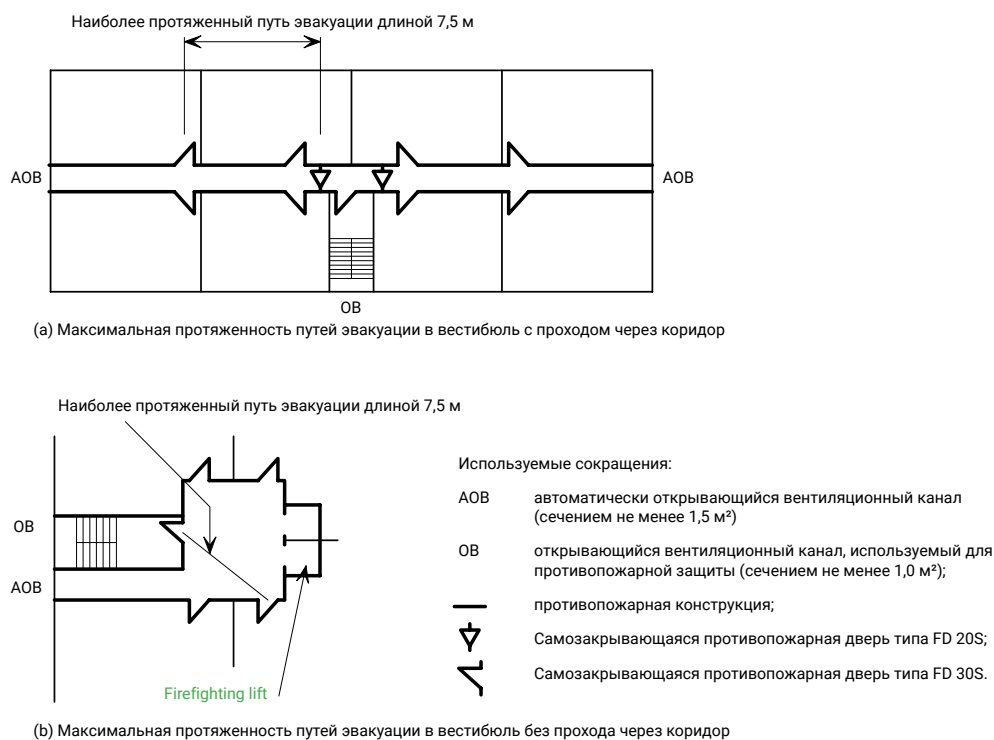 Наиболее протяженный путь эвакуации длиной 7,5 м
АОВ
АОВ
ОВ
(a) Максимальная протяженность путей эвакуации в вестибюль с проходом через коридор
Наиболее протяженный путь эвакуации длиной 7,5 м
ОВ
АОВ
Firefighting lift
Используемые сокращения:
АОВ автоматически открывающийся вентиляционный канал
(сечением не менее 1,5 м²)
ОВ открывающийся вентиляционный канал, используемый для
противопожарной защиты (сечением не менее 1,0 м²);
противопожарная конструкция;
Самозакрывающаяся противопожарная дверь типа FD 20S;
Самозакрывающаяся противопожарная дверь типа FD 30S.
(b) Максимальная протяженность путей эвакуации в вестибюль без прохода через коридор